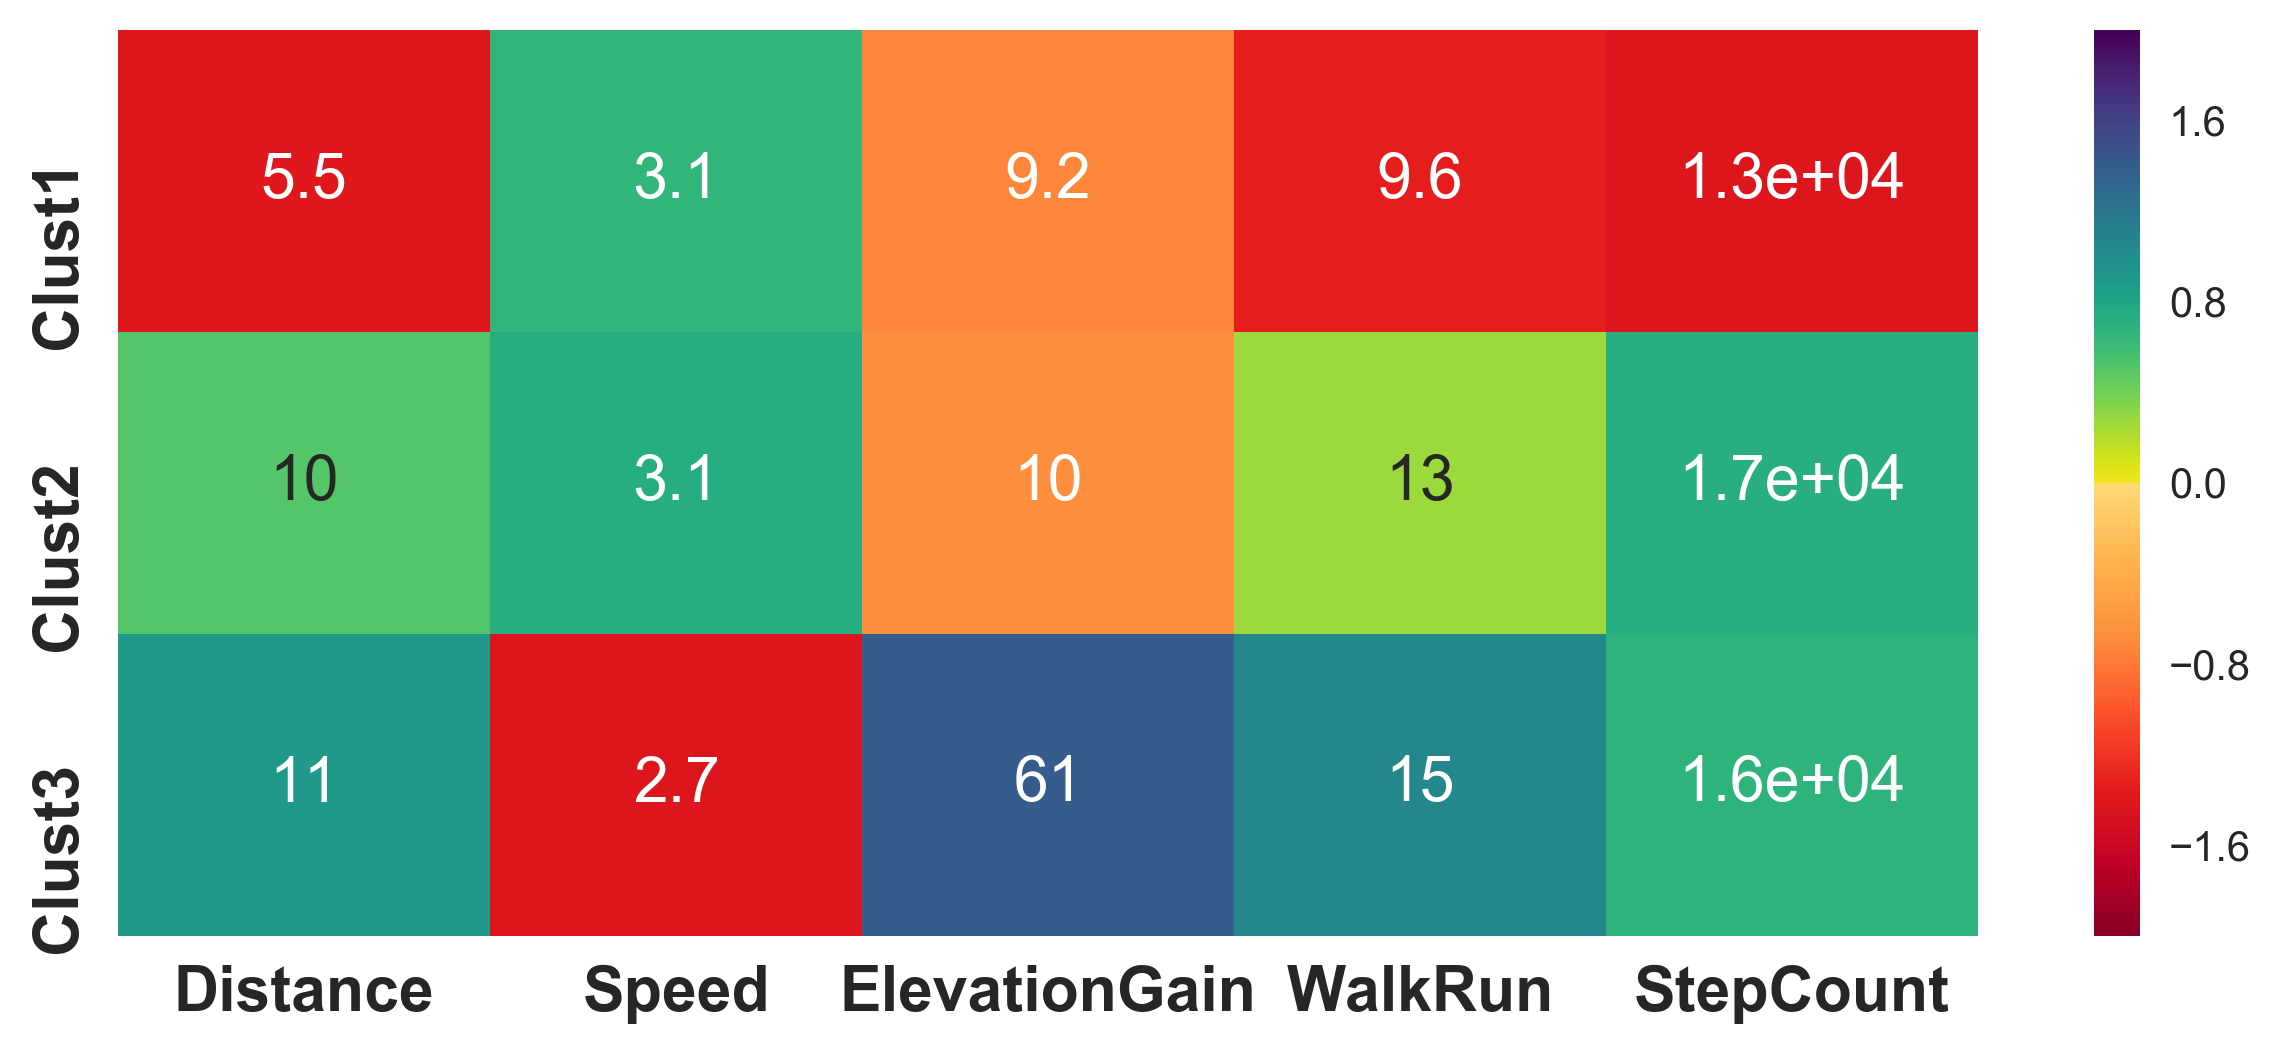 Clust1 5.5 3.1 9.2 9.6 1.3e+04
Clust2 10 3.1 10 13 1.7e+04
Clust3 11 2.7 61 15 1.6e+04
Distance Speed ElevationGain WalkRun StepCount
1.6
0.8
0.0
−0.8
−1.6